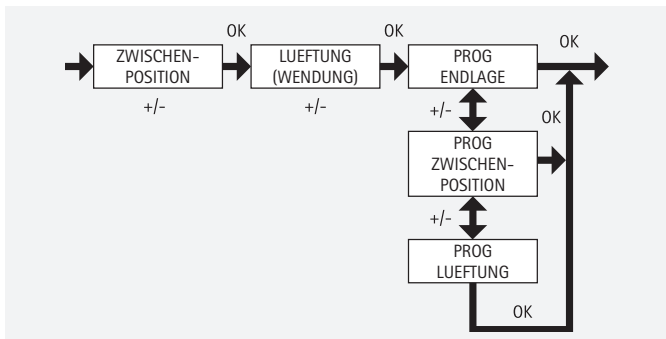 OK
OK
OK
ZWISCHEN-
POSITION
LUEFTUNG
(WENDUNG)
PROG
ENDLAGE
+/-
+/-
+/-
OK
PROG
ZWISCHEN-
POSITION
+/-
PROG
LUEFTUNG
OK